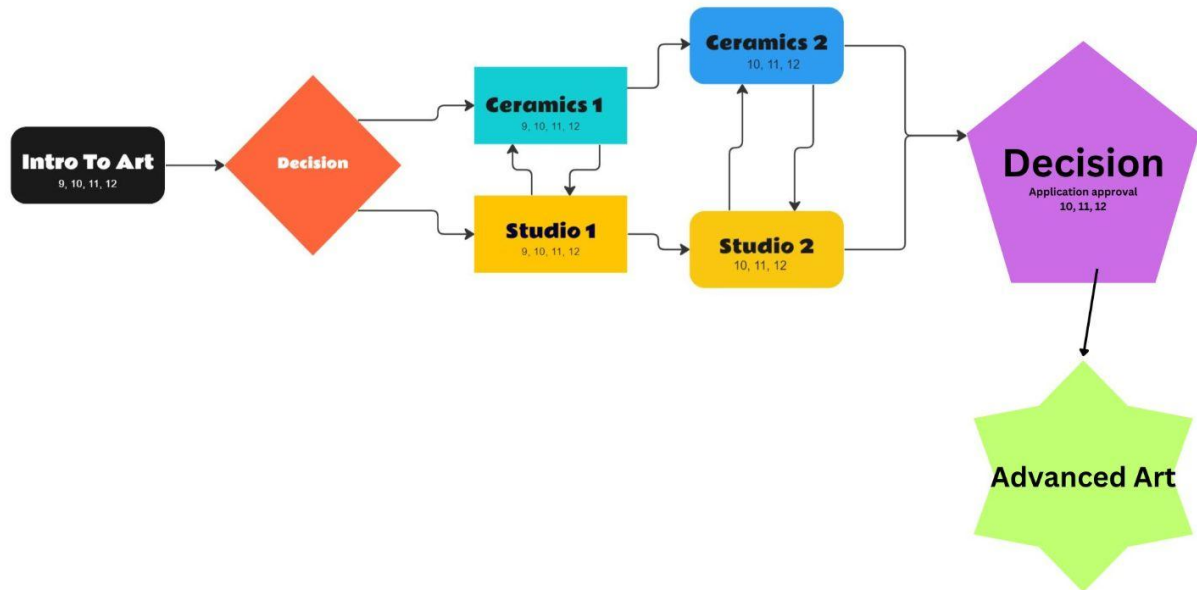 Intro To Art
9, 10, 11, 12
Decision
Ceramics 1
9, 10, 11, 12
Studio 1
9, 10, 11, 12
Ceramics 2
10, 11, 12
Studio 2
10, 11, 12
Decision
Application approval
10, 11, 12
Advanced Art